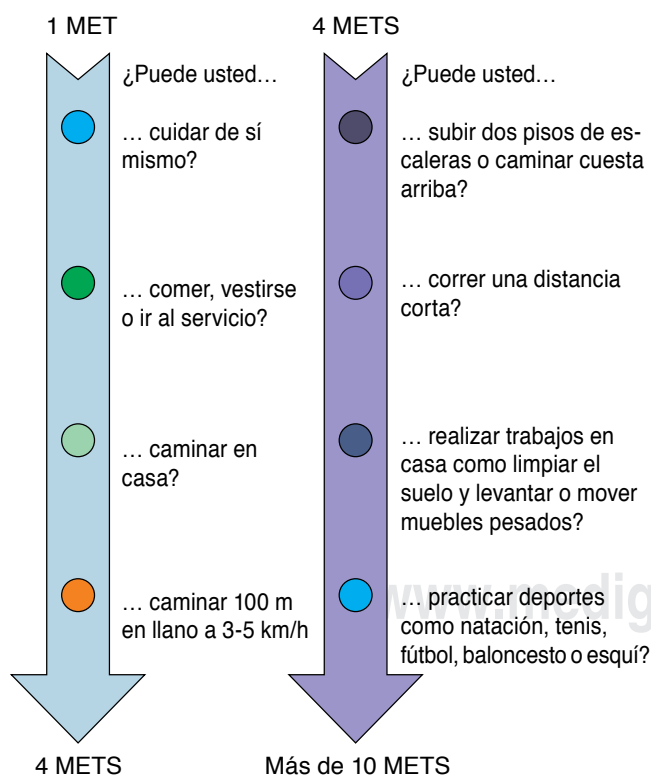 1 MET
¿Puede usted…
… cuidar de sí
mismo?
… comer, vestirse
o ir al servicio?
… caminar en
casa?
… caminar 100 m
en llano a 3-5 km/h
4 METS
4 METS
¿Puede usted…
… subir dos pisos de es-
caleras o caminar cuesta
arriba?
… correr una distancia
corta?
… realizar trabajos en
casa como limpiar el
suelo y levantar o mover
muebles pesados?
… practicar deportes
como natación, tenis,
fútbol, baloncesto o esquí?
Más de 10 METS
www.medig